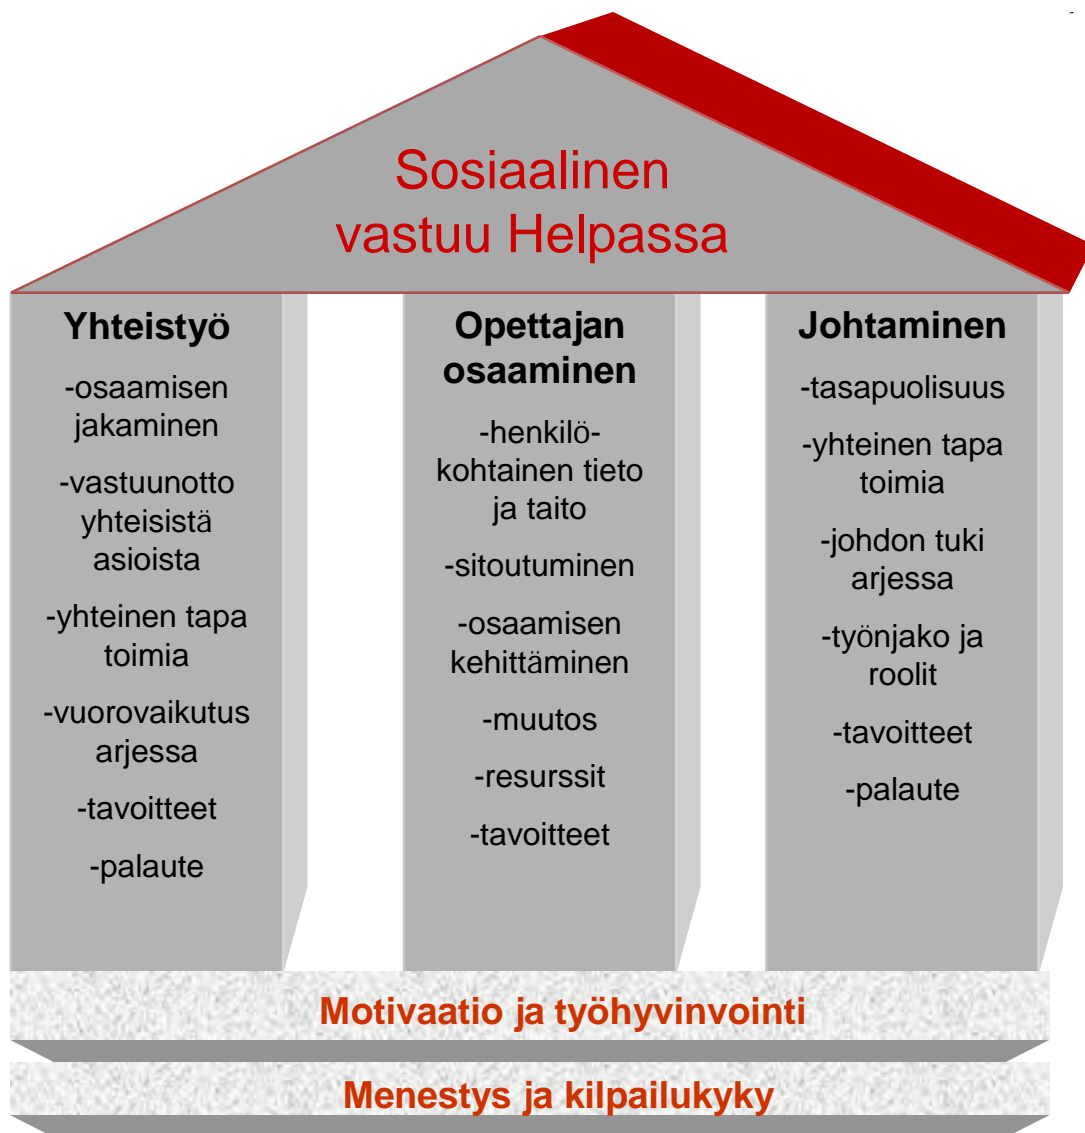 Sosiaalinen
vastuu Helpassa
Yhteistyö
-osaamisen
jakaminen
-vastuunotto
yhteisistä
asioista
-yhteinen tapa
toimia
-vuorovaikutus
arjessa
-tavoitteet
-palaute
Opettajan
osaaminen
-henkilö-
kohtainen tieto
ja taito
-sitoutuminen
-osaamisen
kehittäminen
-muutos
-resurssit
-tavoitteet
Johtaminen
-tasapuolisuus
-yhteinen tapa
toimia
-johdon tuki
arjessa
-työnjako ja
roolit
-tavoitteet
-palaute
Motivaatio ja työhyvinvointi
Menestys ja kilpailukyky